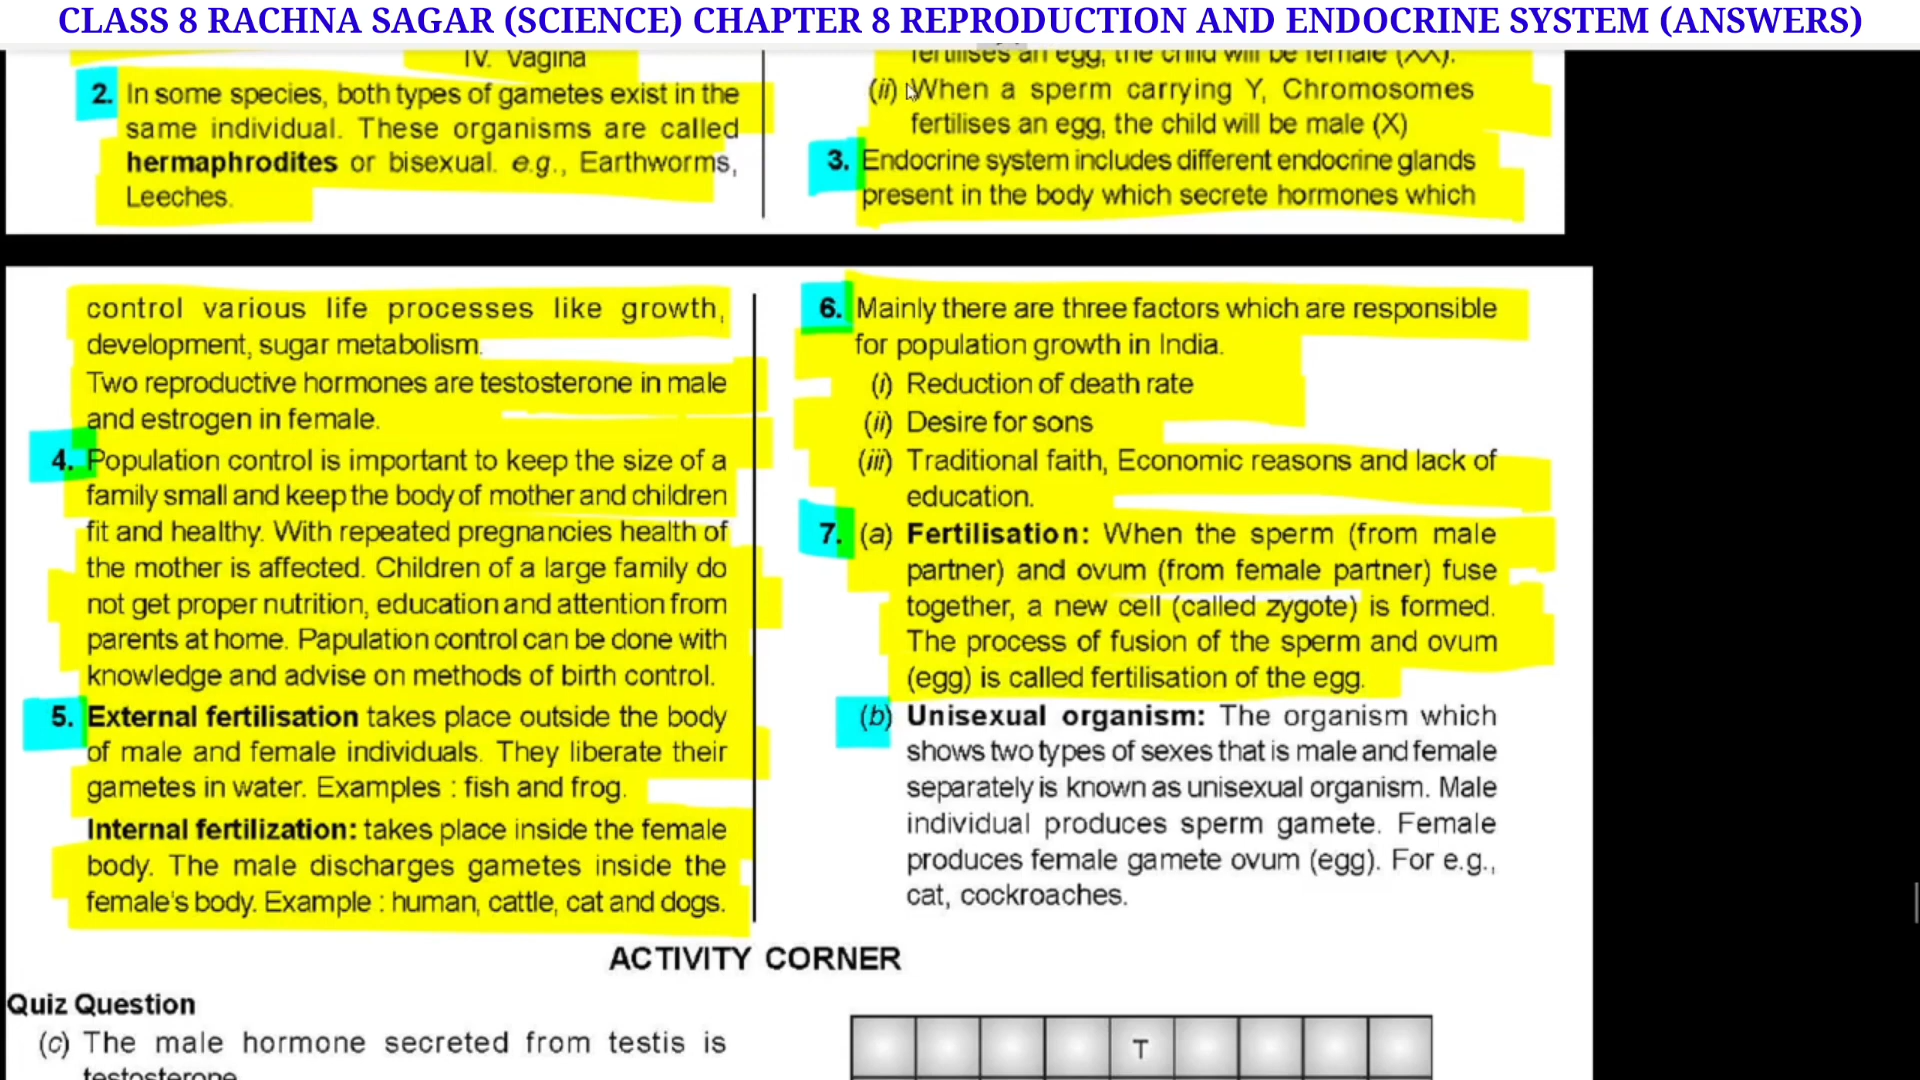 CLASS 8 RACHNA SAGAR (SCIENCE) CHAPTER 8 REPRODUCTION AND ENDOCRINE SYSTEM (ANSWERS)
IV. Vagina
2. In some species, both types of gametes exist in the
same individual. These organisms are called
hermaphrodites or bisexual. e.g., Earthworms,
Leeches.
fertilises an egg, the child will be female (XX).
(ii) When a sperm carrying Y, Chromosomes
fertilises an egg, the child will be male (X)
3. Endocrine system includes different endocrine glands
present in the body which secrete hormones which
control various life processes like growth,
development, sugar metabolism.
Two reproductive hormones are testosterone in male
and estrogen in female.
4. Population control is important to keep the size of a
family small and keep the body of mother and children
fit and healthy. With repeated pregnancies health of
the mother is affected. Children of a large family do
not get proper nutrition, education and attention from
parents at home. Papulation control can be done with
knowledge and advise on methods of birth control.
5. External fertilisation takes place outside the body
of male and female individuals. They liberate their
gametes in water. Examples : fish and frog.
Internal fertilization: takes place inside the female
body. The male discharges gametes inside the
female's body. Example : human, cattle, cat and dogs.
6. Mainly there are three factors which are responsible
for population growth in India.
(i) Reduction of death rate
(ii) Desire for sons
(iii) Traditional faith, Economic reasons and lack of
education.
7. (a) Fertilisation: When the sperm (from male
partner) and ovum (from female partner) fuse
together, a new cell (called zygote) is formed.
The process of fusion of the sperm and ovum
(egg) is called fertilisation of the egg.
(b) Unisexual organism: The organism which
shows two types of sexes that is male and female
separately is known as unisexual organism. Male
individual produces sperm gamete. Female
produces female gamete ovum (egg). For e.g.,
cat, cockroaches.
ACTIVITY CORNER
Quiz Question
(c) The male hormone secreted from testis is
testosterone
T